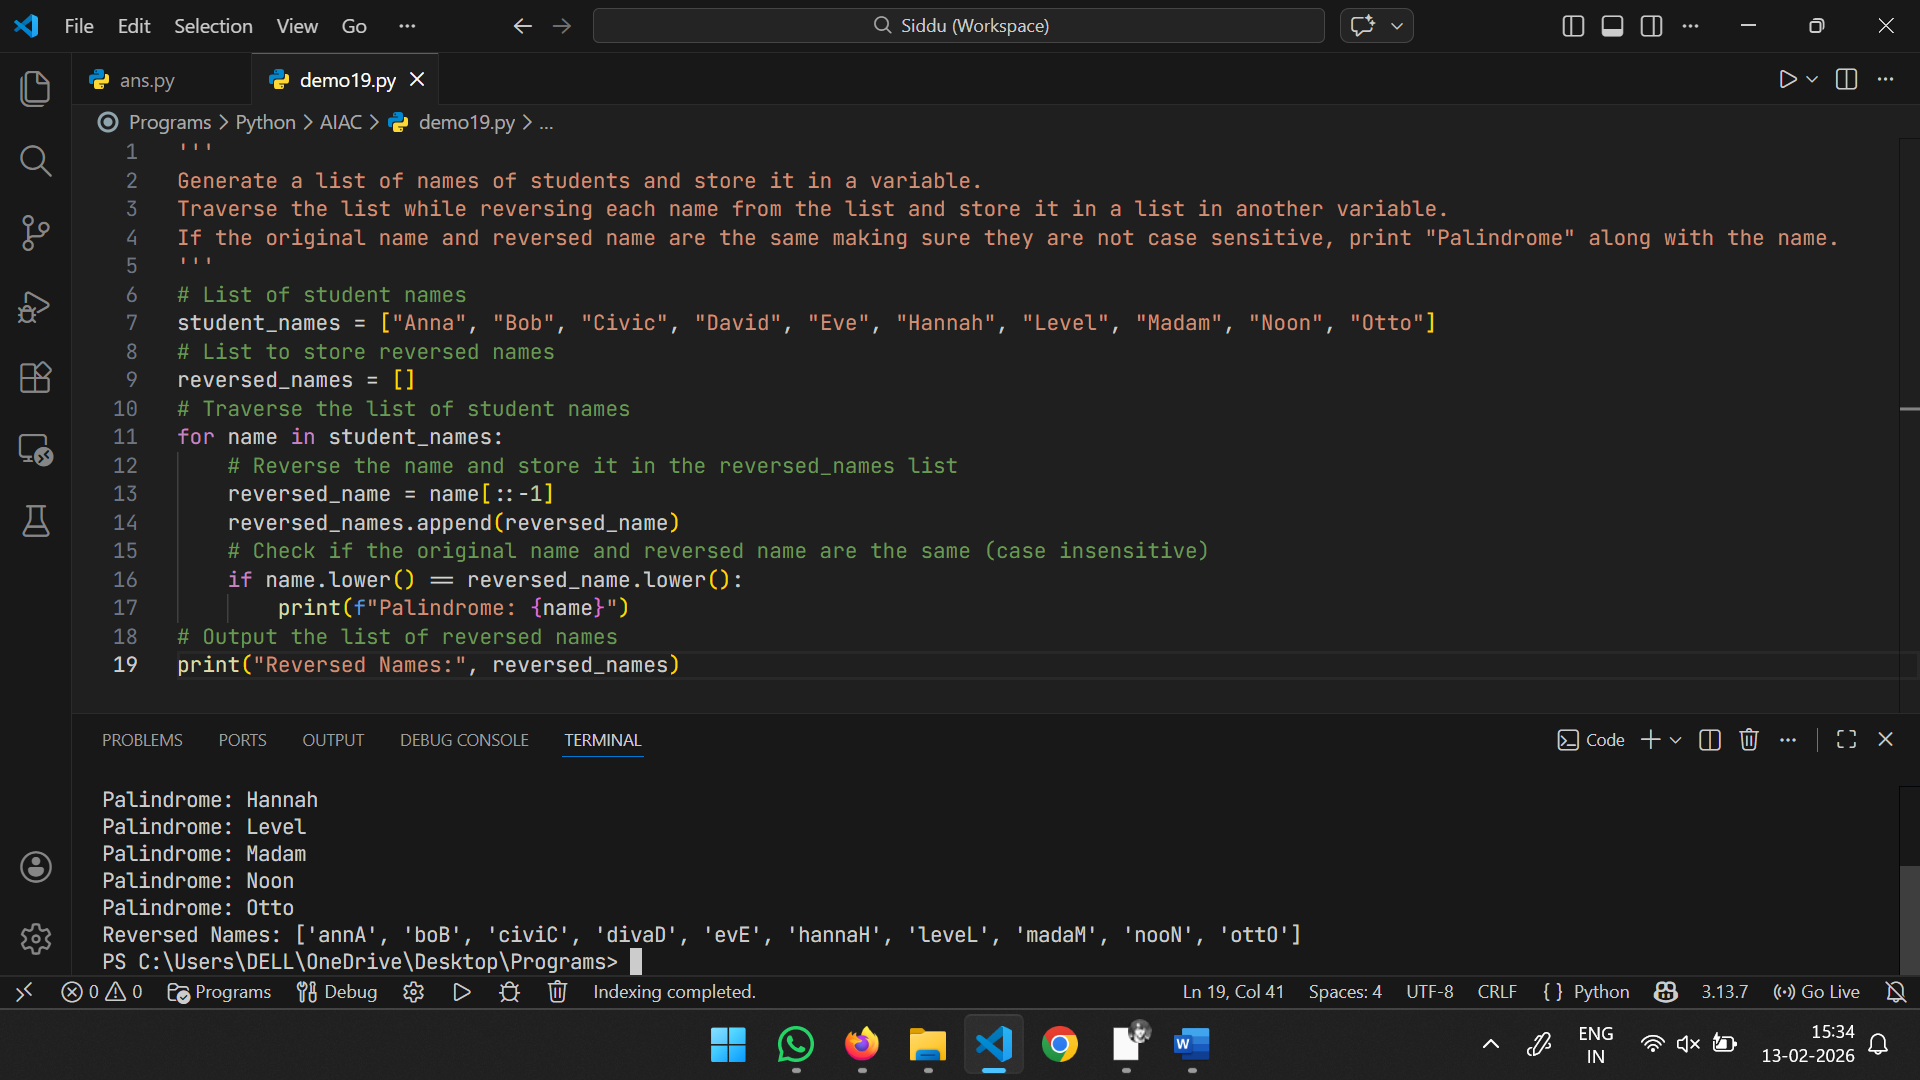 File Edit Selection View Go ··· Siddu (Workspace)
ans.py demo19.py
Programs > Python > AIAC > demo19.py > ...
1 '''
2 Generate a list of names of students and store it in a variable.
3 Traverse the list while reversing each name from the list and store it in a list in another variable.
4 If the original name and reversed name are the same making sure they are not case sensitive, print "Palindrome" along with the name.
5 '''
6 # List of student names
7 student_names = ["Anna", "Bob", "Civic", "David", "Eve", "Hannah", "Level", "Madam", "Noon", "Otto"]
8 # List to store reversed names
9 reversed_names = []
10 # Traverse the list of student names
11 for name in student_names:
12 # Reverse the name and store it in the reversed_names list
13 reversed_name = name[::-1]
14 reversed_names.append(reversed_name)
15 # Check if the original name and reversed name are the same (case insensitive)
16 if name.lower() == reversed_name.lower():
17 print(f"Palindrome: {name}")
18 # Output the list of reversed names
19 print("Reversed Names:", reversed_names)
PROBLEMS PORTS OUTPUT DEBUG CONSOLE TERMINAL Code
Palindrome: Hannah
Palindrome: Level
Palindrome: Madam
Palindrome: Noon
Palindrome: Otto
Reversed Names: ['annA', 'boB', 'civiC', 'divaD', 'evE', 'hannaH', 'leveL', 'madaM', 'nooN', 'ottO']
PS C:\Users\DELL\OneDrive\Desktop\Programs>
0 0 Programs Debug Indexing completed. Ln 19, Col 41 Spaces: 4 UTF-8 CRLF { } Python 3.13.7 Go Live
ENG 15:34
IN 13-02-2026